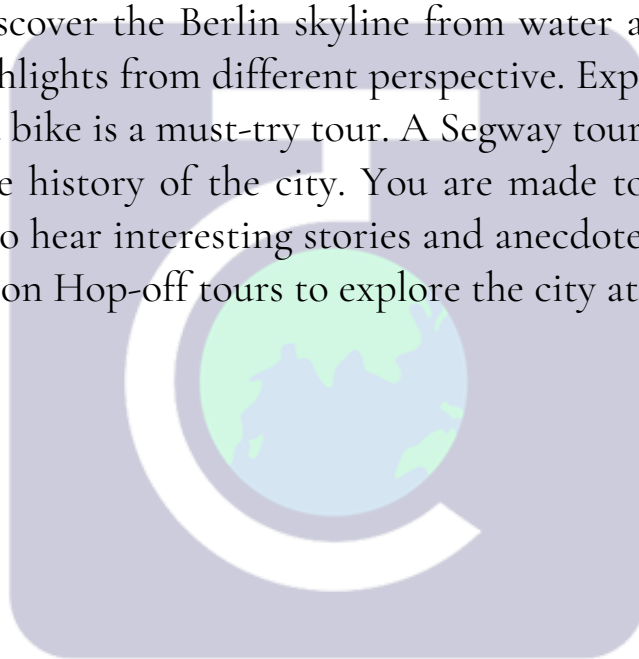 scover the Berlin skyline from water a
hlights from different perspective. Exp
bike is a must-try tour. A Segway tour
e history of the city. You are made to
o hear interesting stories and anecdote
on Hop-off tours to explore the city at